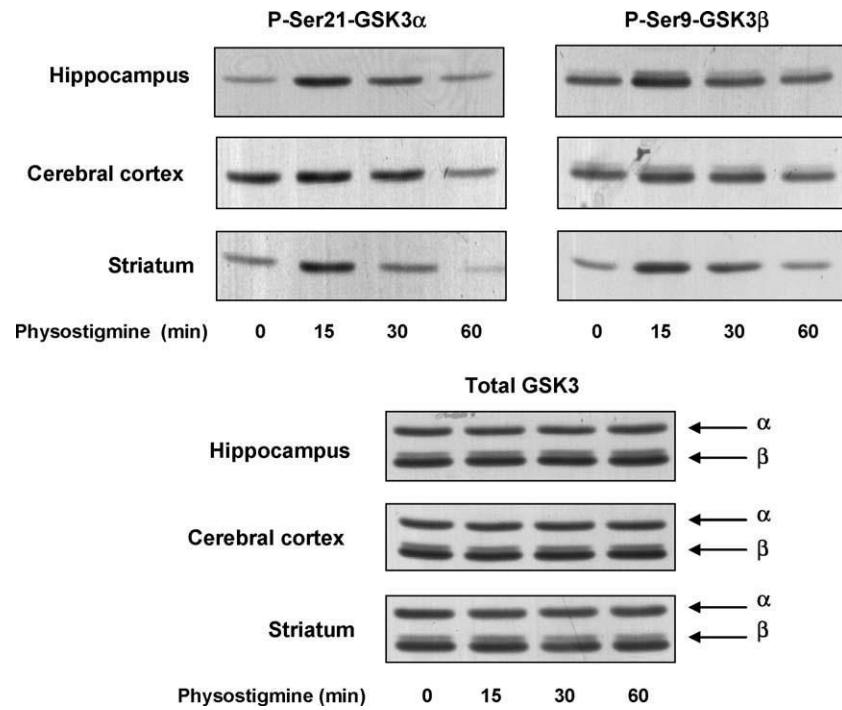 P-Ser21-GSK3α P-Ser9-GSK3β
Hippocampus
Cerebral cortex
Striatum
Physostigmine (min) 0 15 30 60 0 15 30 60
Total GSK3
Hippocampus α
β
Cerebral cortex α
β
Striatum α
β
Physostigmine (min) 0 15 30 60